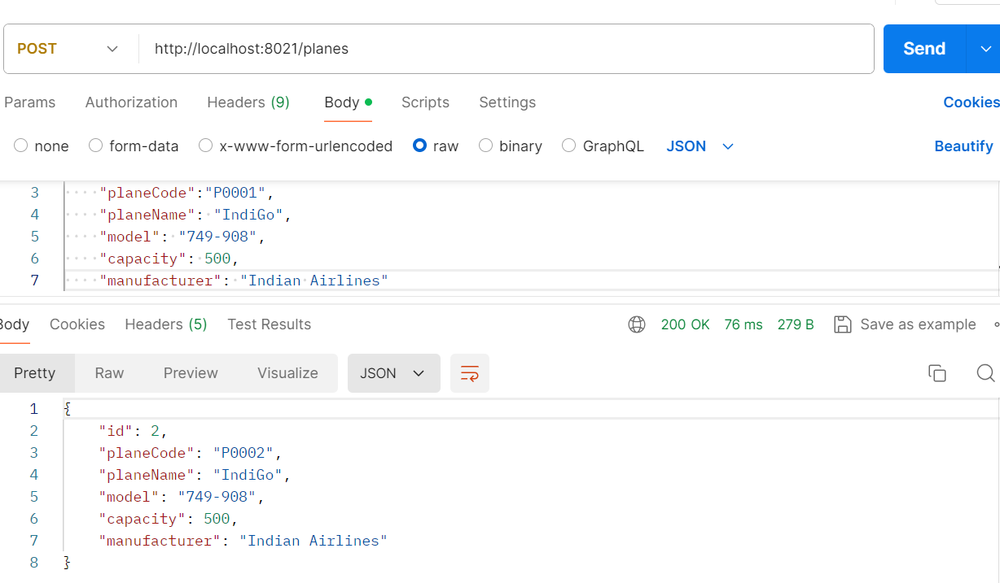 POST http://localhost:8021/planes Send
Params Authorization Headers (9) Body Scripts Settings Cookies
none form-data x-www-form-urlencoded raw binary GraphQL JSON Beautify
3 "planeCode":"P0001",
4 "planeName": "IndiGo",
5 "model": "749-908",
6 "capacity": 500,
7 "manufacturer": "Indian Airlines"
Body Cookies Headers (5) Test Results 200 OK 76 ms 279 B Save as example
Pretty Raw Preview Visualize JSON
1 {
2 "id": 2,
3 "planeCode": "P0002",
4 "planeName": "IndiGo",
5 "model": "749-908",
6 "capacity": 500,
7 "manufacturer": "Indian Airlines"
8 }